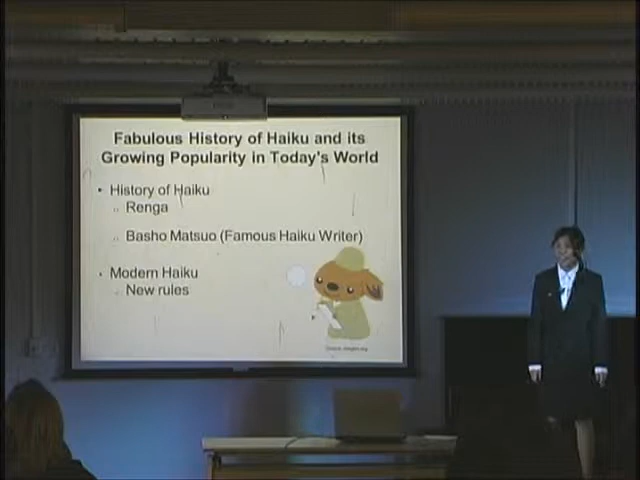 Fabulous History of Haiku and its
Growing Popularity in Today's World
History of Haiku
Renga
Basho Matsuo (Famous Haiku Writer)
Modern Haiku
New rules